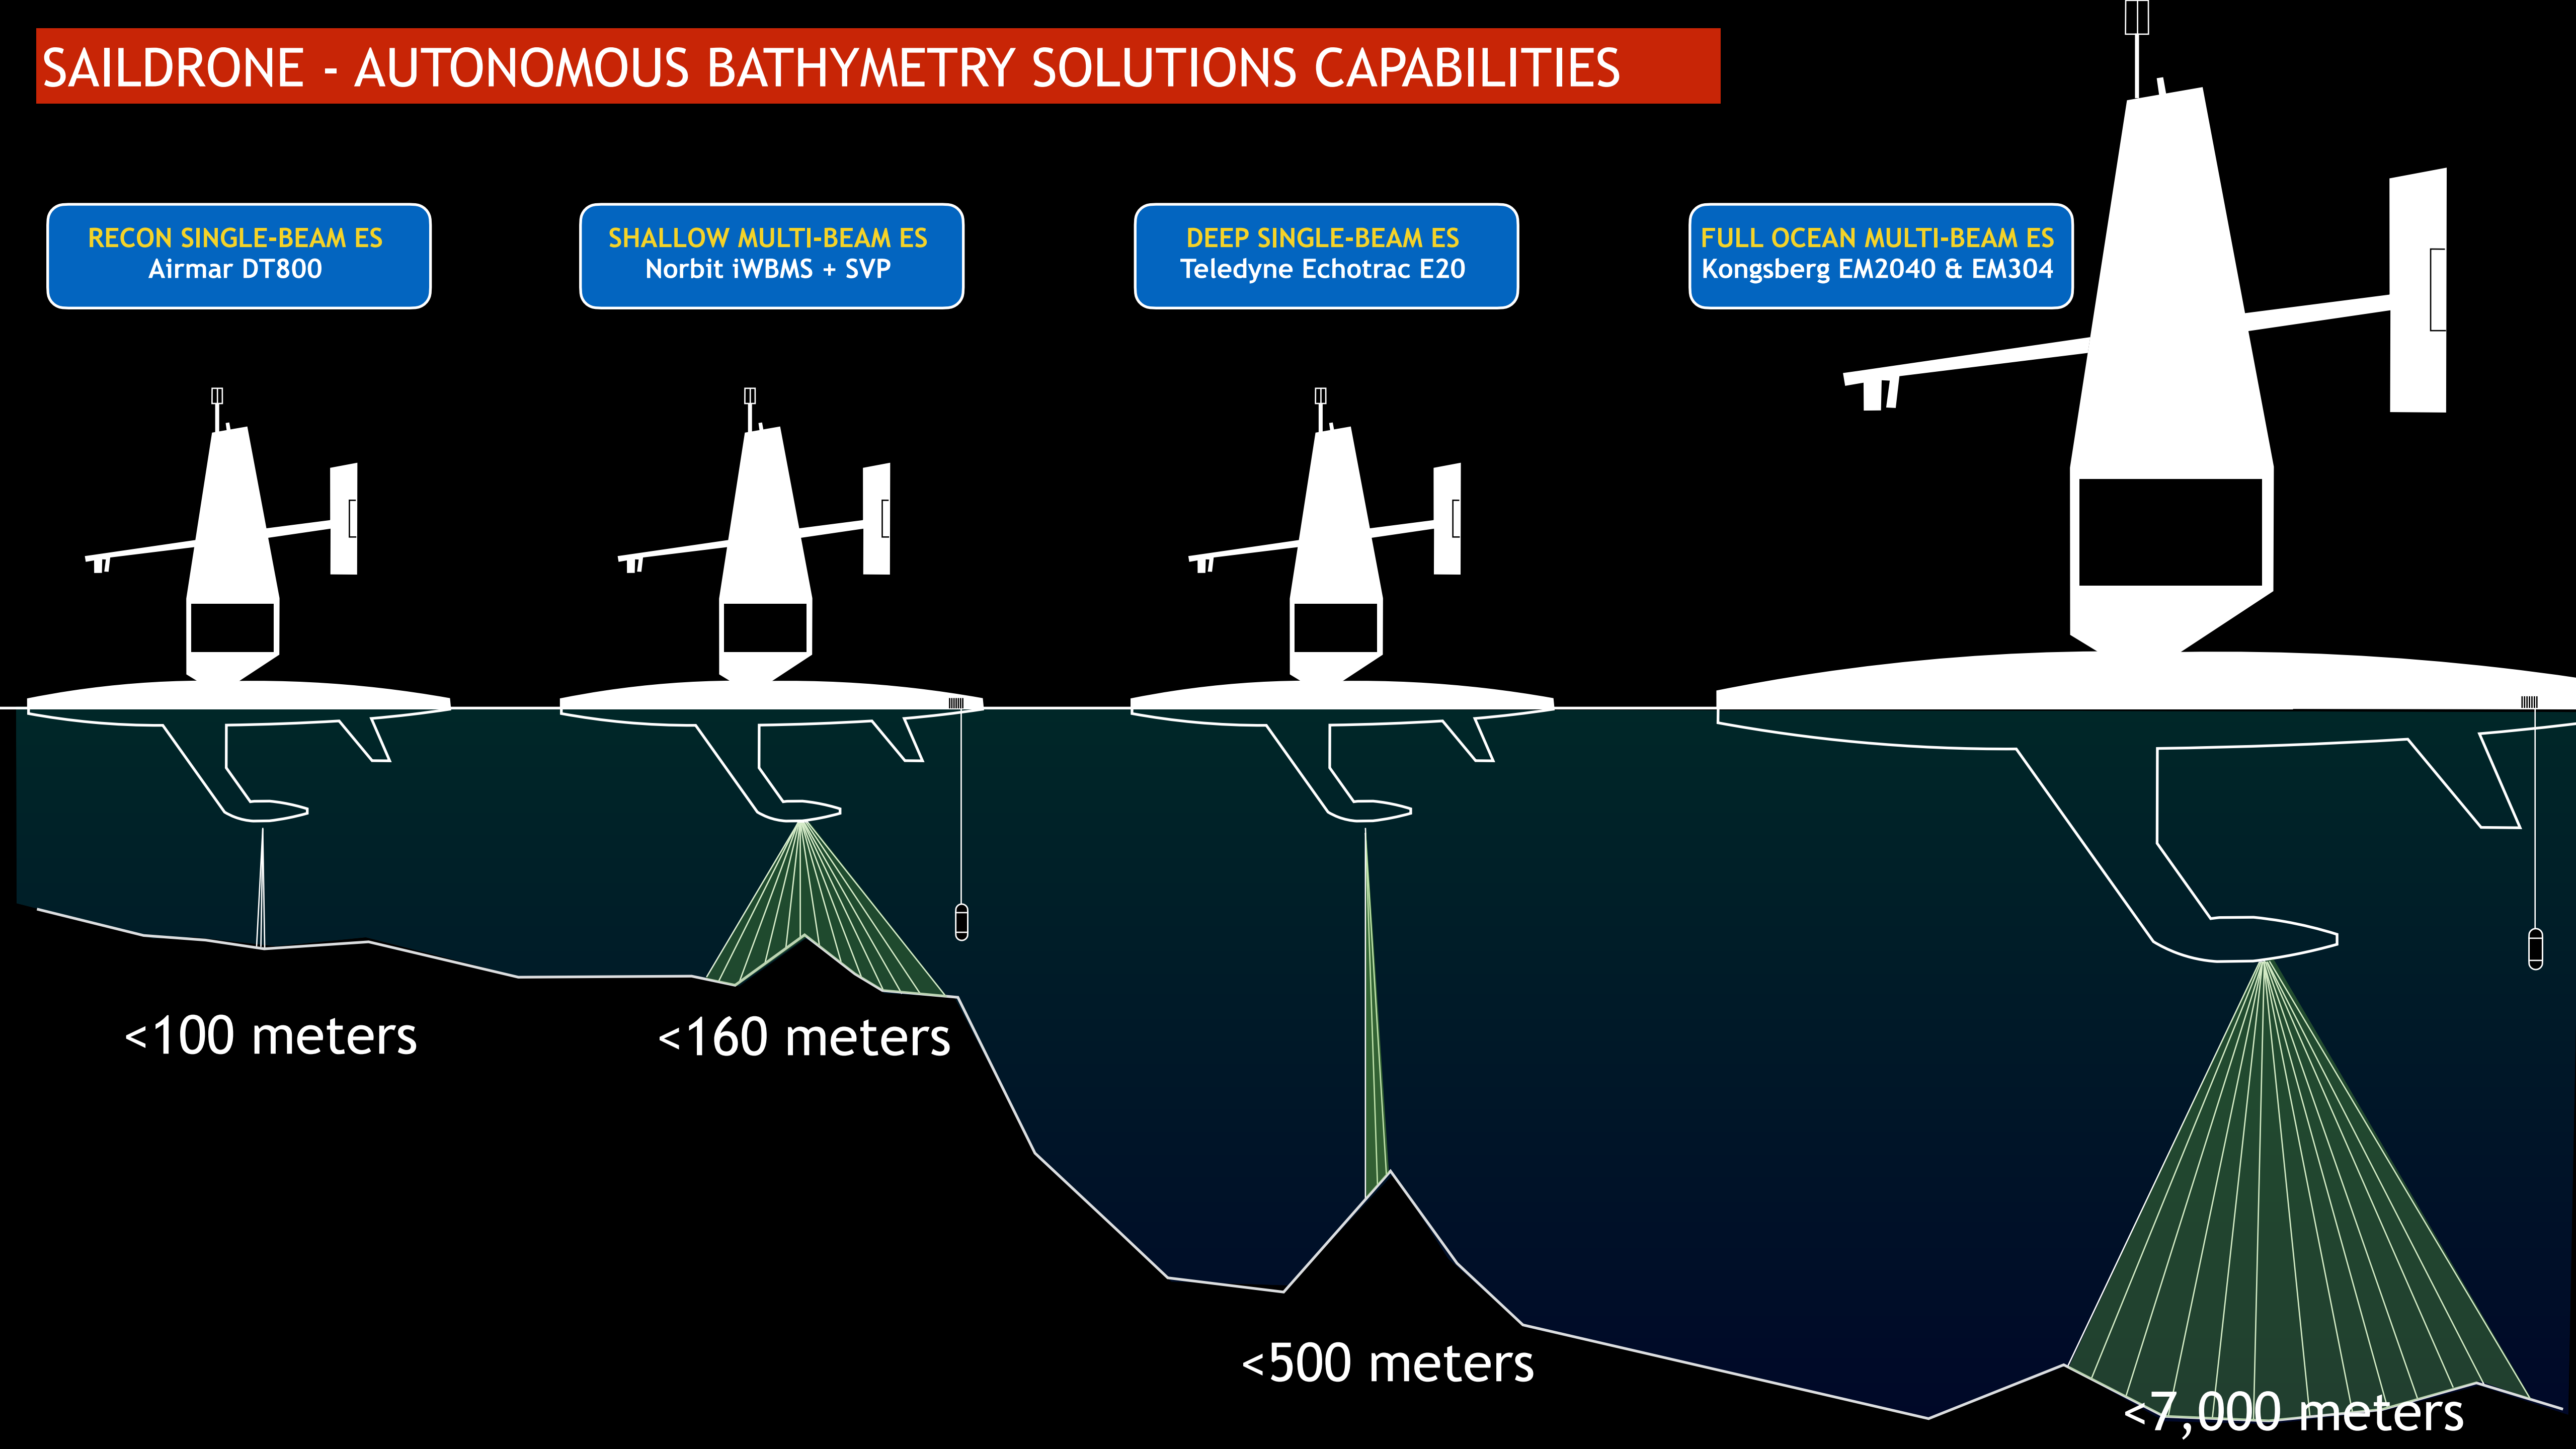 SAILDRONE - AUTONOMOUS BATHYMETRY SOLUTIONS CAPABILITIES
RECON SINGLE-BEAM ES
Airmar DT800
SHALLOW MULTI-BEAM ES
Norbit iWBMS + SVP
DEEP SINGLE-BEAM ES
Teledyne Echotrac E20
FULL OCEAN MULTI-BEAM ES
Kongsberg EM2040 & EM304
<100 meters
<160 meters
<500 meters
<7,000 meters